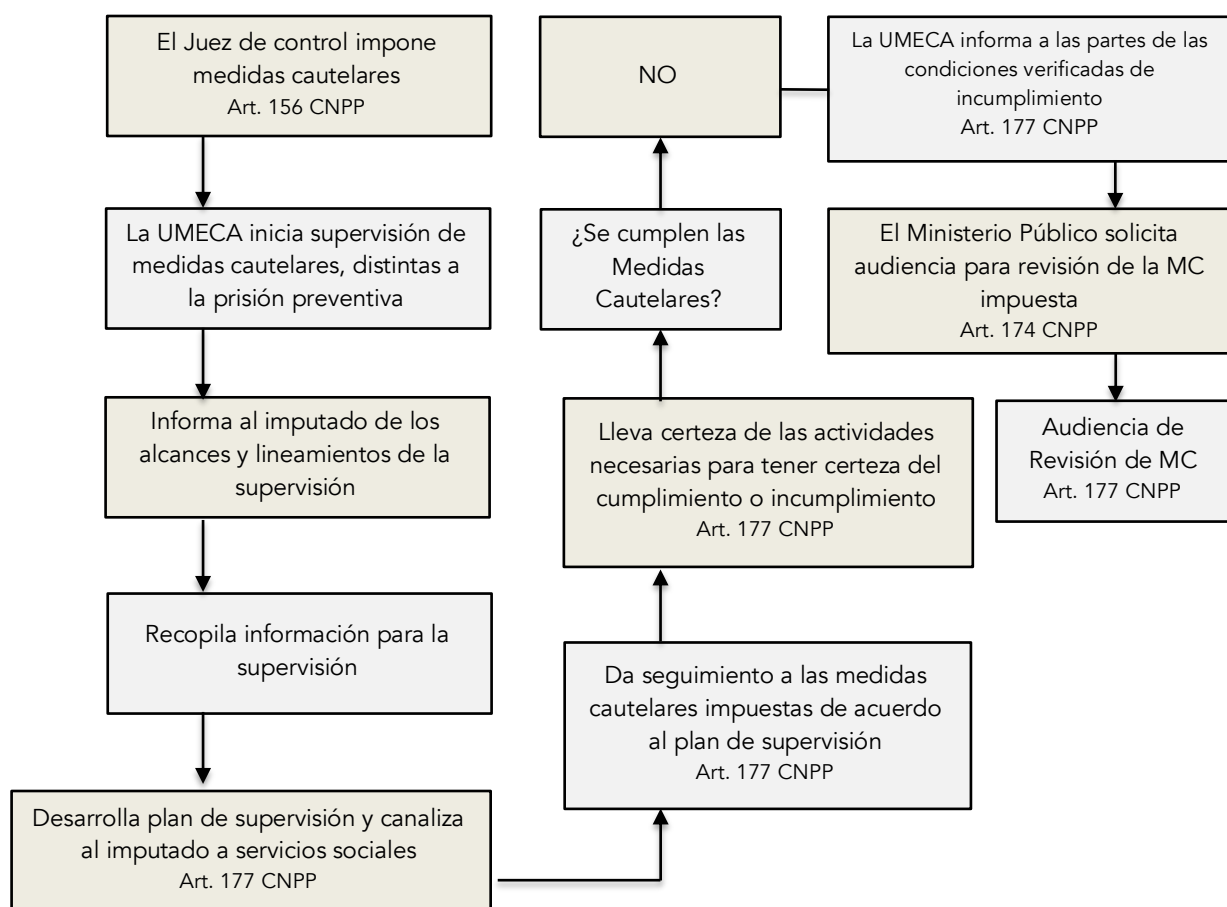 El Juez de control impone
medidas cautelares
Art. 156 CNPP
La UMECA inicia supervisión de
medidas cautelares, distintas a
la prisión preventiva
Informa al imputado de los
alcances y lineamientos de la
supervisión
Recopila información para la
supervisión
Desarrolla plan de supervisión y canaliza
al imputado a servicios sociales
Art. 177 CNPP
Da seguimiento a las medidas
cautelares impuestas de acuerdo
al plan de supervisión
Art. 177 CNPP
Lleva certeza de las actividades
necesarias para tener certeza del
cumplimiento o incumplimiento
Art. 177 CNPP
¿Se cumplen las
Medidas
Cautelares?
NO
La UMECA informa a las partes de las
condiciones verificadas de
incumplimiento
Art. 177 CNPP
El Ministerio Público solicita
audiencia para revisión de la MC
impuesta
Art. 174 CNPP
Audiencia de
Revisión de MC
Art. 177 CNPP